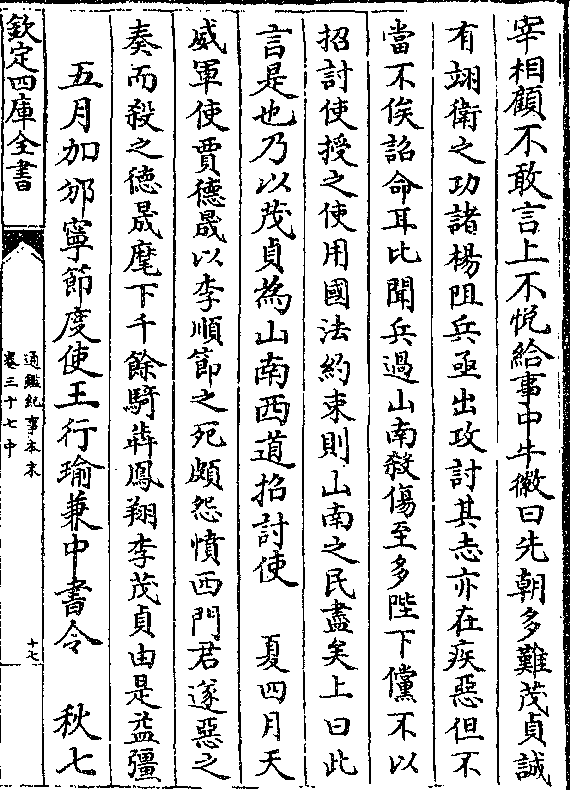 宰相顧不敢言上不悅給事中牛徽曰先朝多難茂貞誠
有翊衛之功諸楊阻兵亟出攻討其志亦在疾惡但不
當不俟詔命耳比聞兵過山南殺傷至多陛下儻不以
招討使授之使用國法約束則山南之民盡矣上曰此
言是也乃以茂貞為山南西道招討使　夏四月天
威軍使賈德晟以李順節之死頗怨憤西門君遂惡之
奏而殺之德晟麾下千餘騎犇鳳翔李茂貞由是益彊
五月加邠寧節度使王行瑜兼中書令　秋七
欽定四庫全書
通鑑紀事本末
卷三十七中
十七